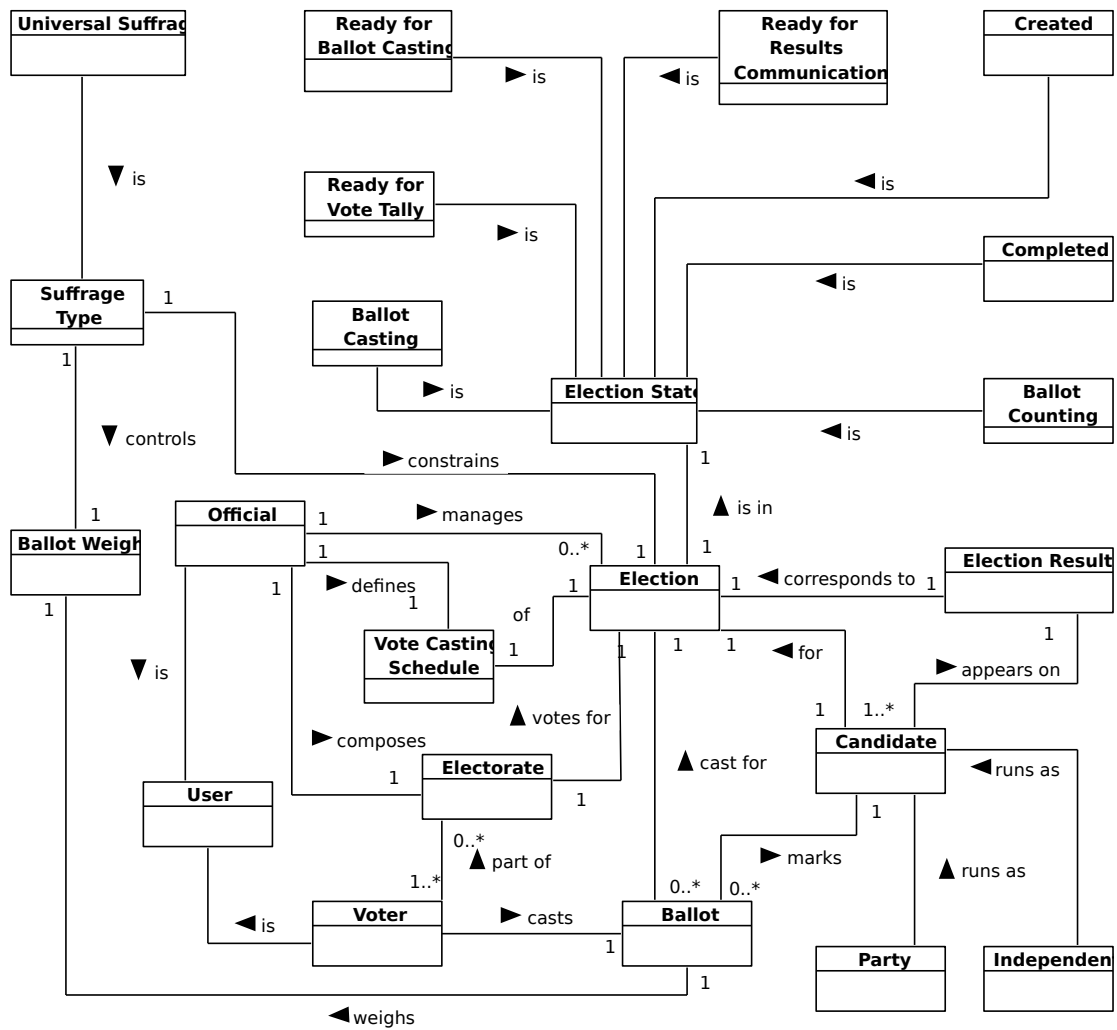 Universal Suffrag
Ready for
Ballot Casting
Ready for
Results
Communication
Created
is
is
is
is
Ready for
Vote Tally
is
Completed
is
Suffrage
Type
1
1
Ballot
Casting
is
Election State
Ballot
Counting
is
1
controls
constrains
1
is in
1
Official
1
manages
0..*
1
Ballot Weigh
1
1
defines
1
1
of
1
1
Election
1
corresponds to
1
Election Result
1
Vote Casting
Schedule
is
1
1
1
for
appears on
votes for
1
1..*
composes
1
Electorate
1
cast for
Candidate
runs as
User
0..*
part of
1
marks
runs as
1..*
0..*
0..*
Voter
is
casts
1
Ballot
1
Party
Independen
weighs